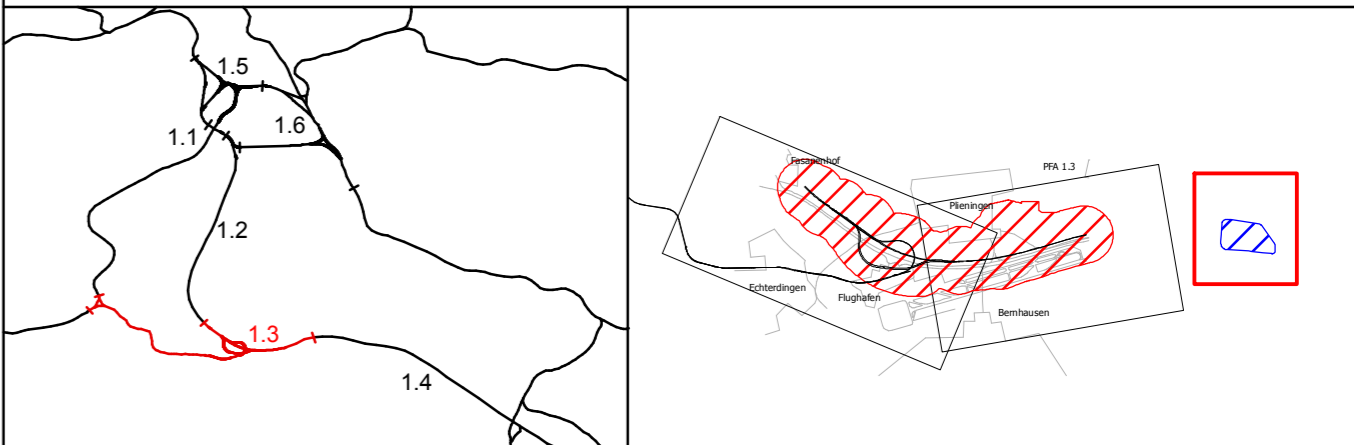 1.5
1.6
1.1
1.2
1.3
1.4
Fasanenhof
PFA 1.3
Plieningen
Echterdingen
Flughafen
Bernhausen